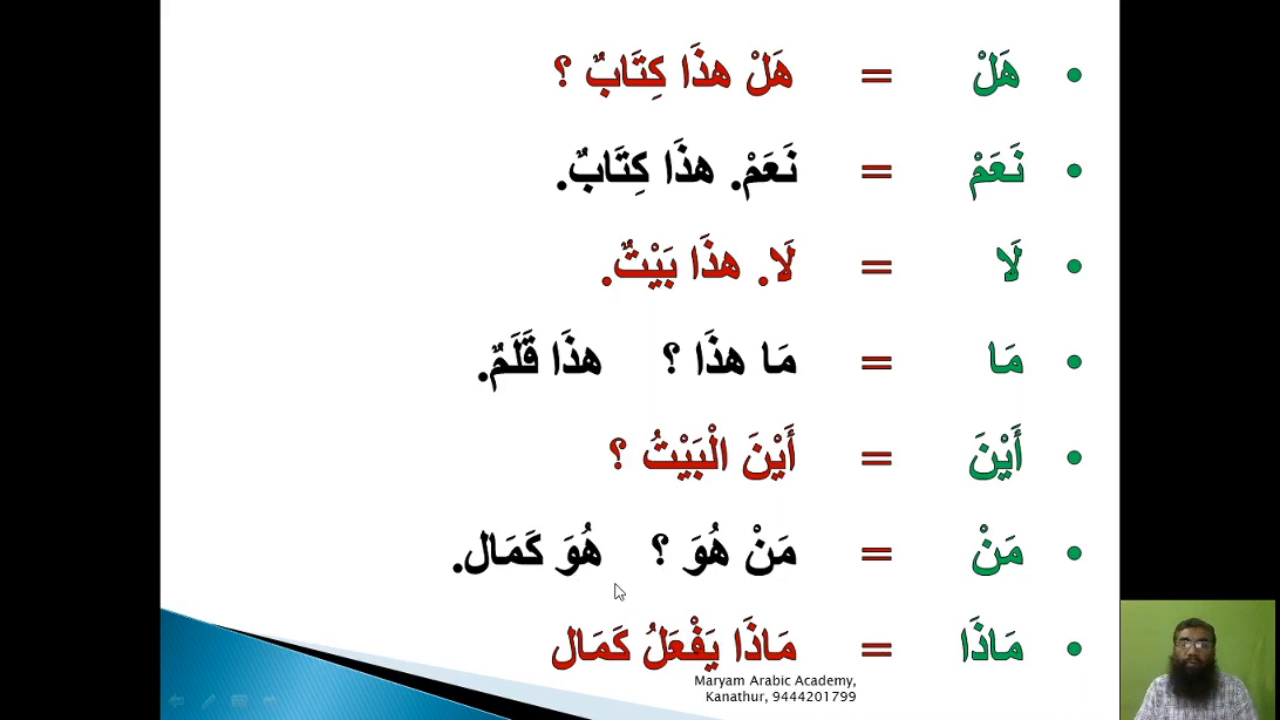 • هَلْ = هَلْ هذَا كِتَابٌ ؟
• نَعَمْ = نَعَمْ. هذَا كِتَابٌ.
• لَا = لَا. هذَا بَيْتٌ.
• مَا = مَا هذَا ؟ هذَا قَلَمٌ.
• أَيْنَ = أَيْنَ الْبَيْتُ ؟
• مَنْ = مَنْ هُوَ ؟ هُوَ كَمَال.
• مَاذَا = مَاذَا يَفْعَلُ كَمَال
Maryam Arabic Academy,
Kanathur, 9444201799